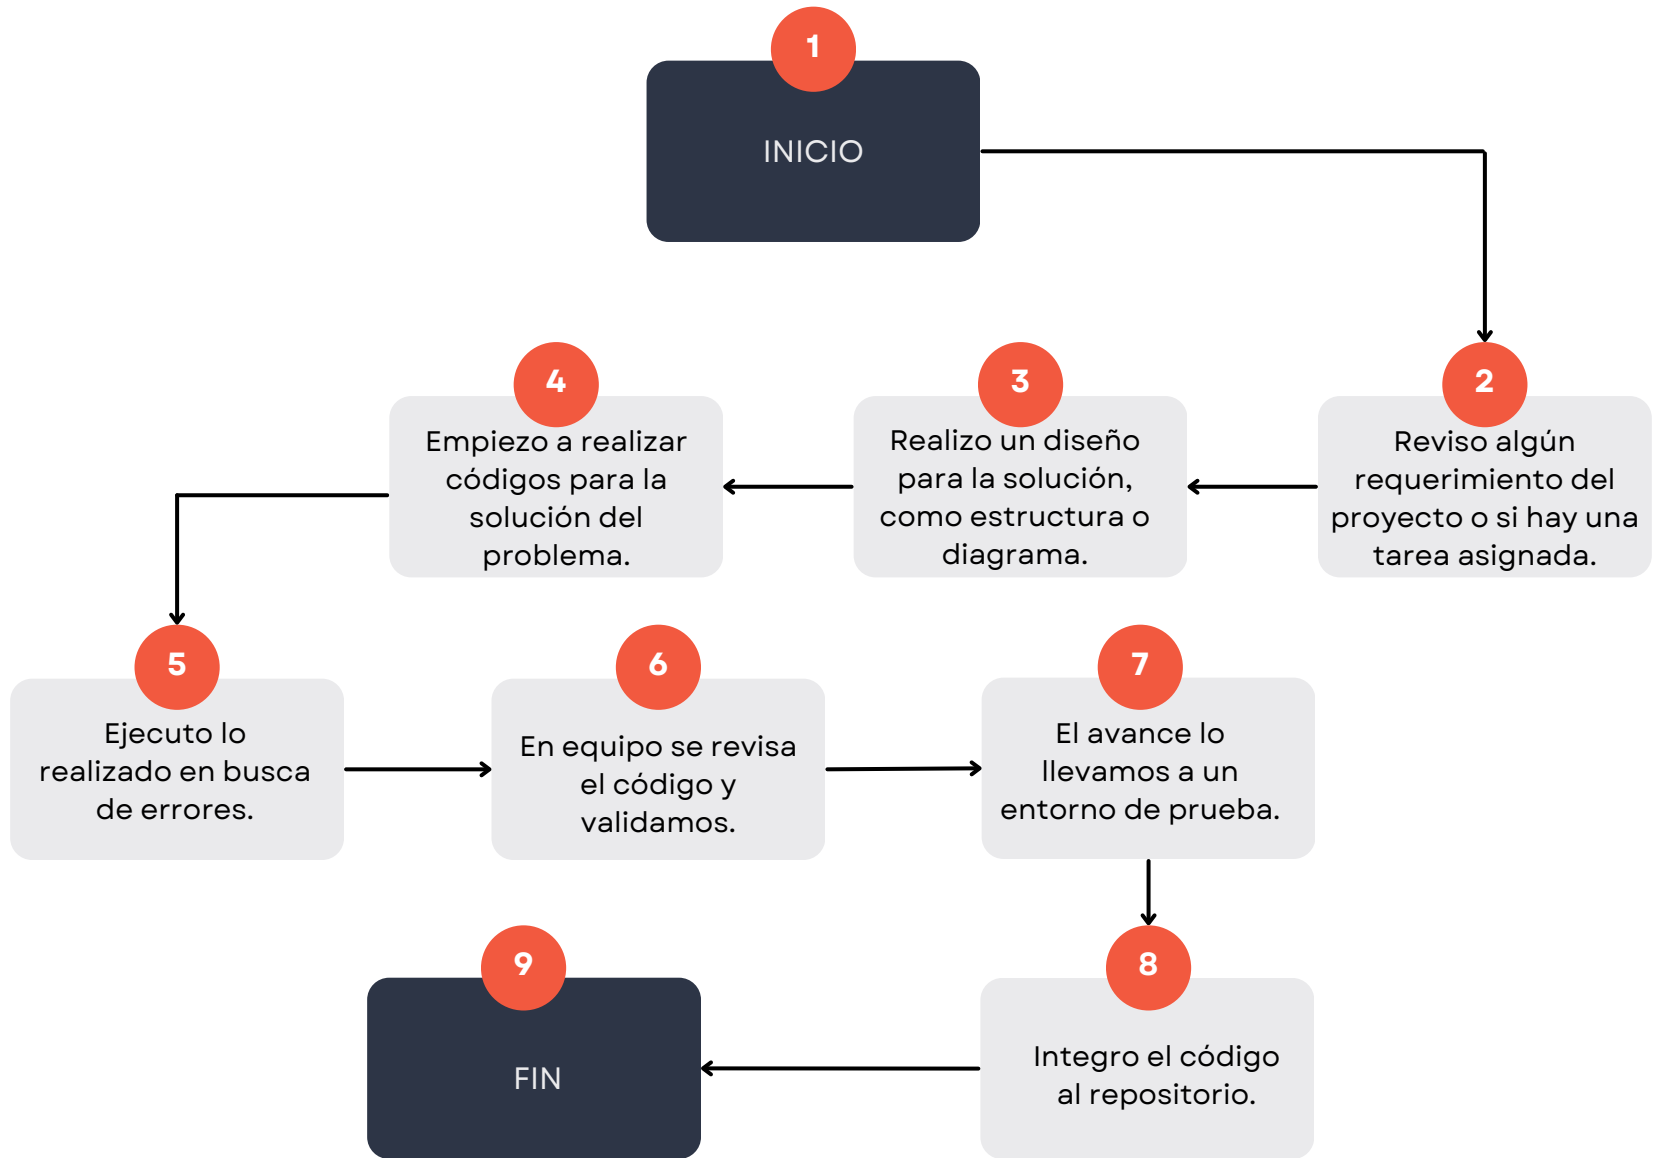 1
INICIO
2
Reviso algún
requerimiento del
proyecto o si hay una
tarea asignada.
3
Realizo un diseño
para la solución,
como estructura o
diagrama.
4
Empiezo a realizar
códigos para la
solución del
problema.
5
Ejecuto lo
realizado en busca
de errores.
6
En equipo se revisa
el código y
validamos.
7
El avance lo
llevamos a un
entorno de prueba.
8
Integro el código
al repositorio.
9
FIN